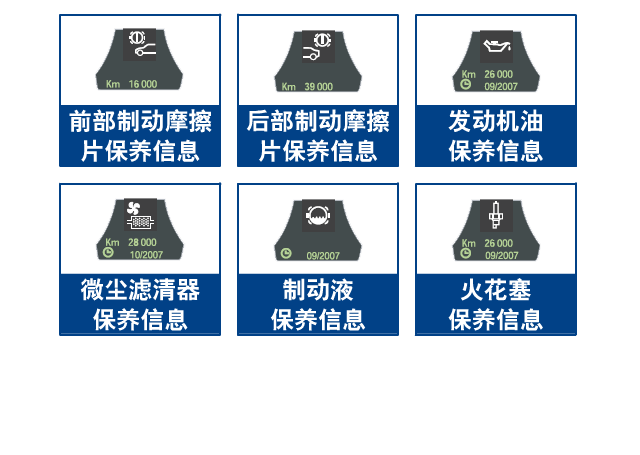 Km 16 000
前部制动摩擦
片保养信息
Km 39 000
后部制动摩擦
片保养信息
Km 26 000
09/2007
发动机油
保养信息
Km 28 000
10/2007
微尘滤清器
保养信息
09/2007
制动液
保养信息
Km 26 000
09/2007
火花塞
保养信息